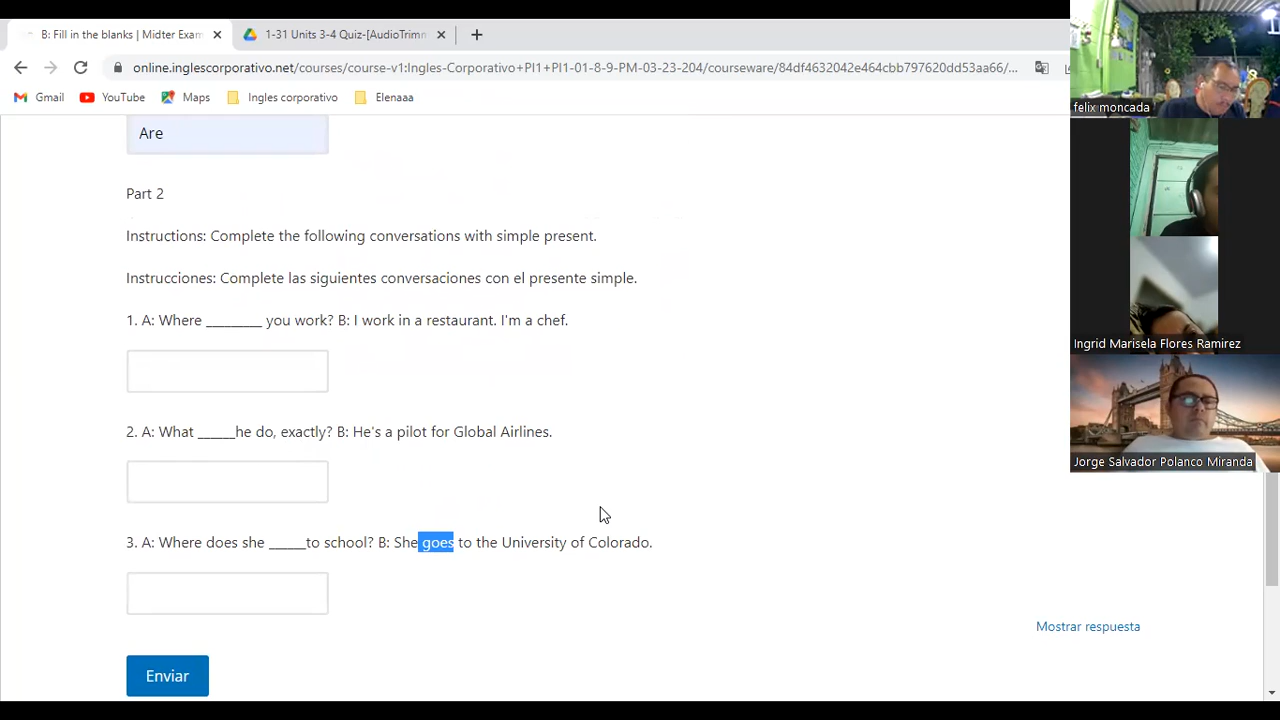 B: Fill in the blanks | Midter Exam
1-31 Units 3-4 Quiz-[AudioTrimm
online.inglescorporativo.net/courses/course-v1:Ingles-Corporativo+PI1+PI1-01-8-9-PM-03-23-204/courseware/84df4632042e464cbb797620dd53aa66/...
Gmail YouTube Maps Ingles corporativo Elenaaa
Are
Part 2
Instructions: Complete the following conversations with simple present.
Instrucciones: Complete las siguientes conversaciones con el presente simple.
1. A: Where _________ you work? B: I work in a restaurant. I'm a chef.
2. A: What ______he do, exactly? B: He's a pilot for Global Airlines.
3. A: Where does she ______to school? B: She goes to the University of Colorado.
Mostrar respuesta
Enviar
felix moncada
Ingrid Marisela Flores Ramirez
Jorge Salvador Polanco Miranda